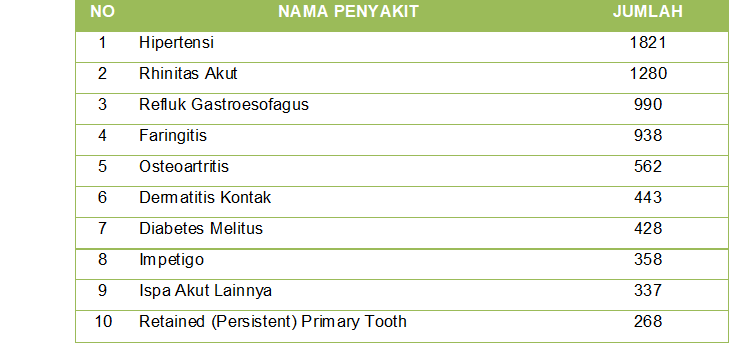 NO NAMA PENYAKIT JUMLAH
1 Hipertensi 1821
2 Rhinitas Akut 1280
3 Refluk Gastroesofagus 990
4 Faringitis 938
5 Osteoartritis 562
6 Dermatitis Kontak 443
7 Diabetes Melitus 428
8 Impetigo 358
9 Ispa Akut Lainnya 337
10 Retained (Persistent) Primary Tooth 268